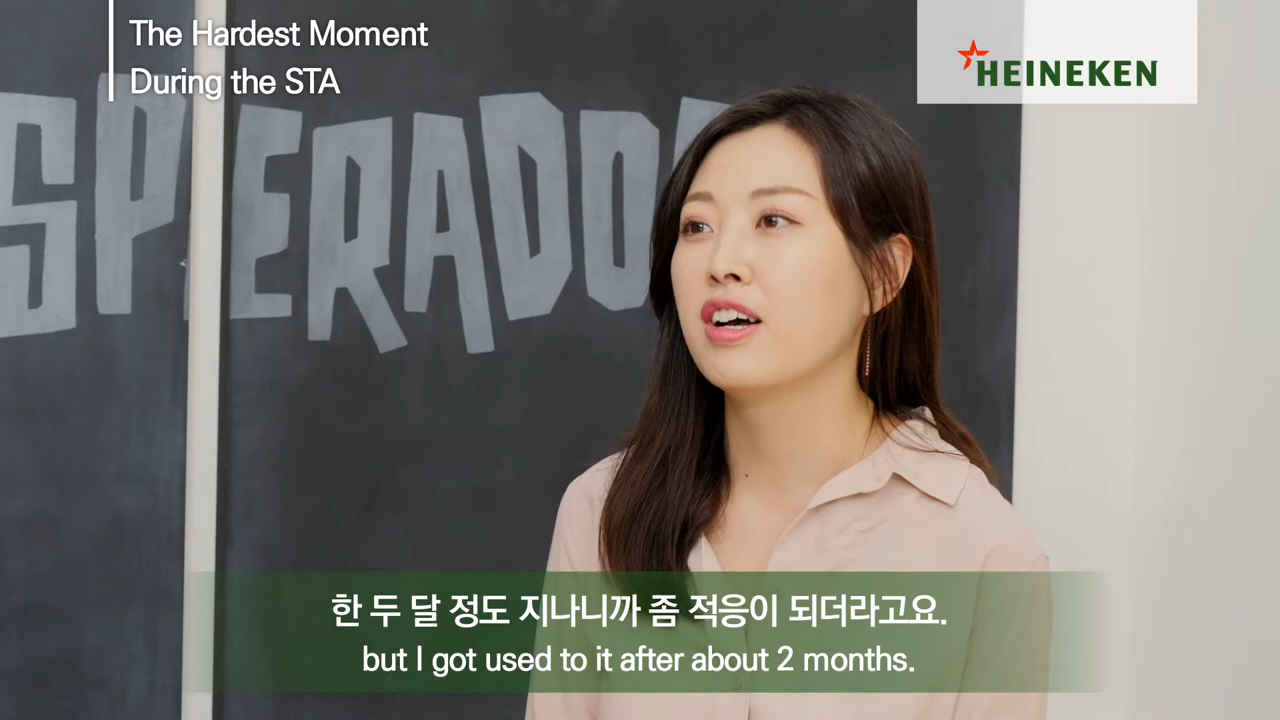 The Hardest Moment
During the STA
HEINEKEN
SPERADO
한 두 달 정도 지나니까 좀 적응이 되더라고요.
but I got used to it after about 2 months.